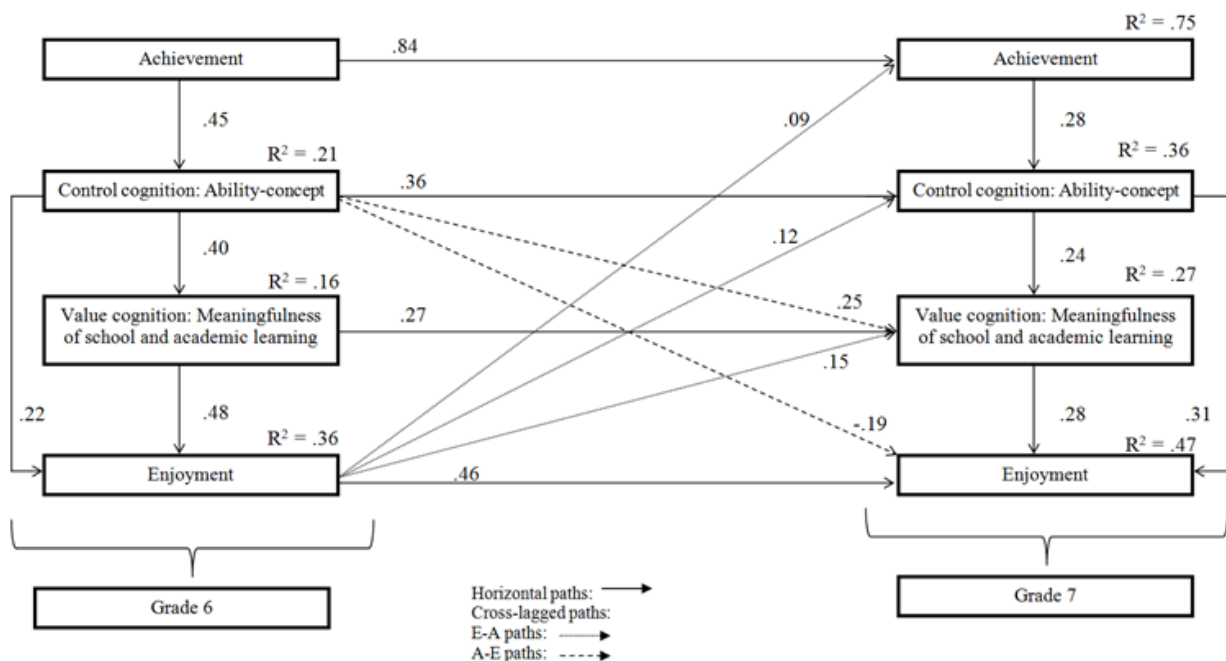 R² = .75
Achievement
.84
Achievement
.45
.09
.28
R² = .21
R² = .36
Control cognition: Ability-concept
.36
Control cognition: Ability-concept
.40
.12
.24
R² = .16
R² = .27
Value cognition: Meaningfulness
of school and academic learning
.27
.25
Value cognition: Meaningfulness
of school and academic learning
.15
.22
.48
-.19
.28
.31
R² = .36
R² = .47
Enjoyment
.46
Enjoyment
Grade 6
Grade 7
Horizontal paths:
Cross-lagged paths:
E-A paths:
A-E paths: